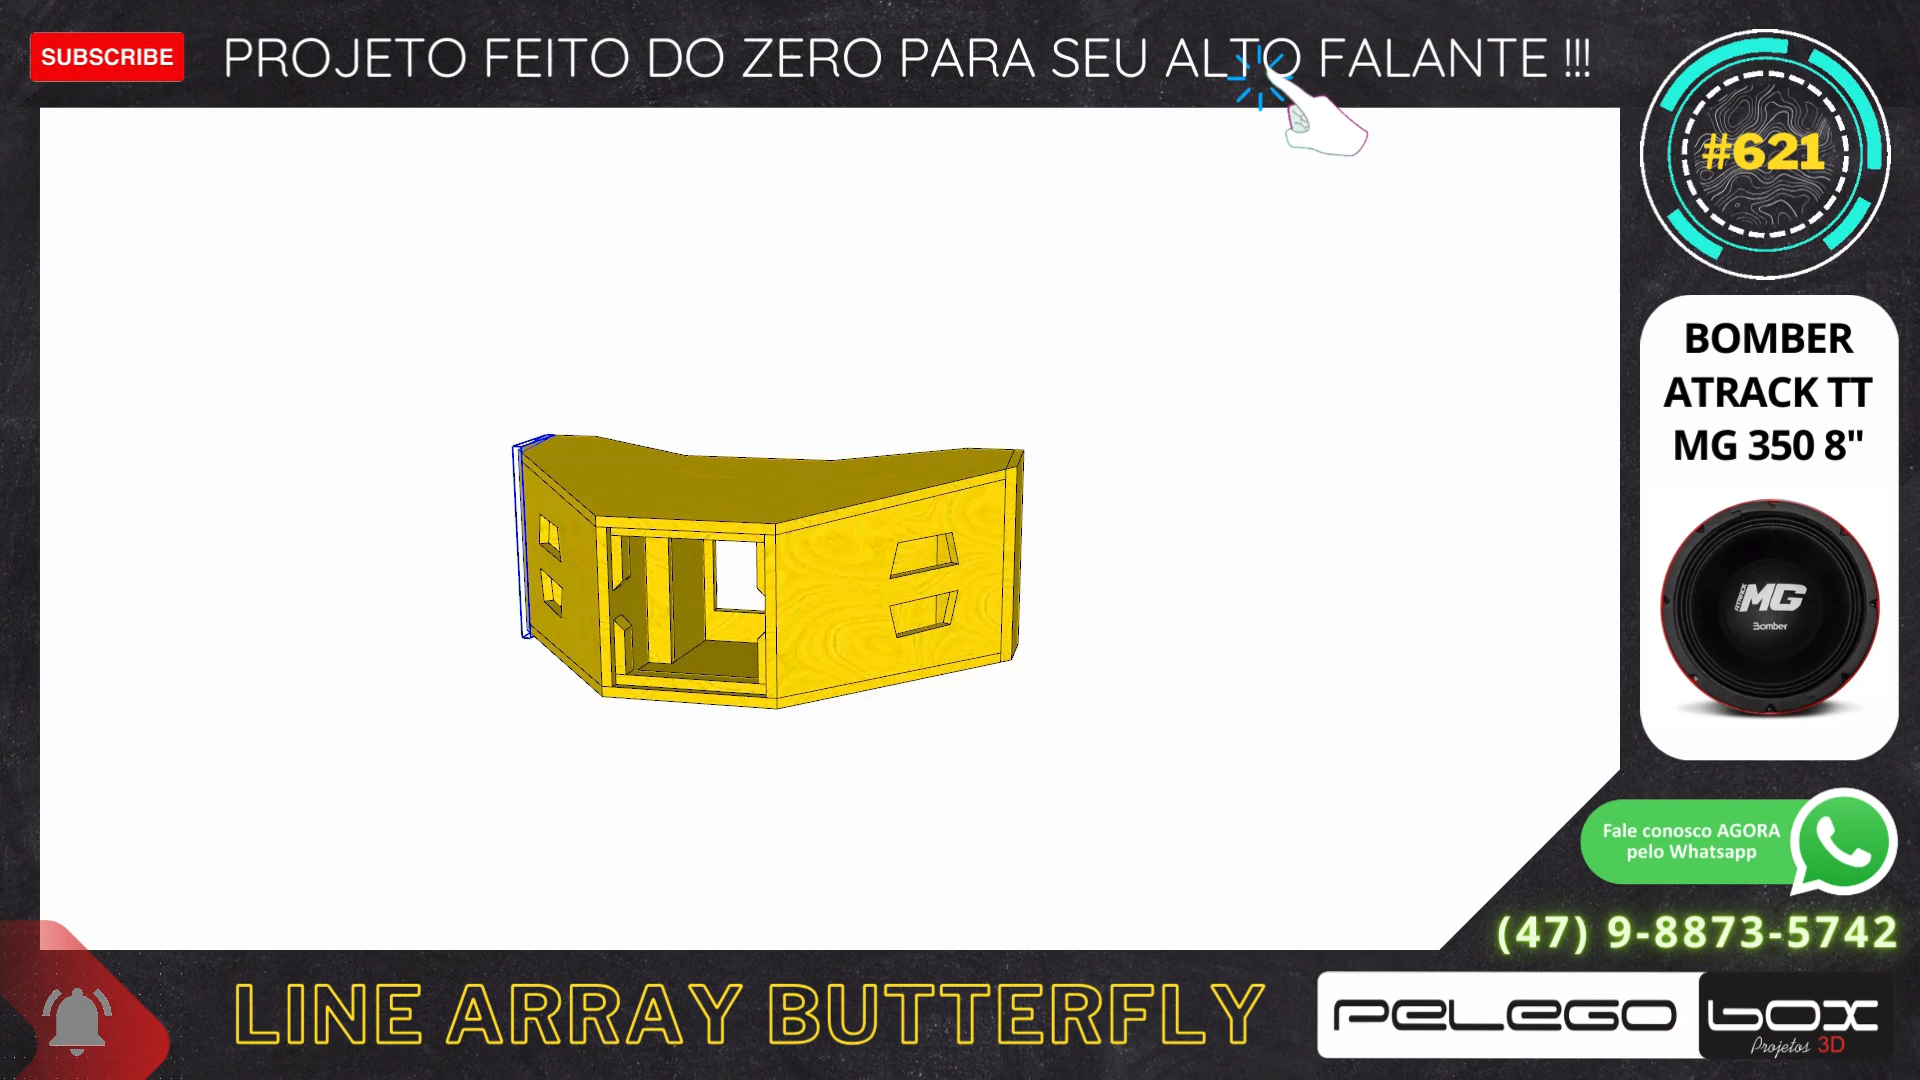 SUBSCRIBE
PROJETO FEITO DO ZERO PARA SEU ALTO FALANTE !!!
#621
BOMBER
ATRACK TT
MG 350 8"
ATRACK
MG
Bomber
Fale conosco AGORA
pelo Whatsapp
(47) 9-8873-5742
LINE ARRAY BUTTERFLY
PELEGO box
Projetos 3D